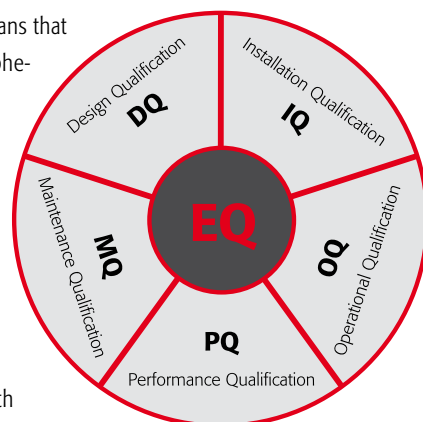 ans that
ohe-
Design Qualification
DQ
Installation Qualification
IQ
Operational Qualification
OQ
PQ
Performance Qualification
Maintenance Qualification
MQ
EQ
th